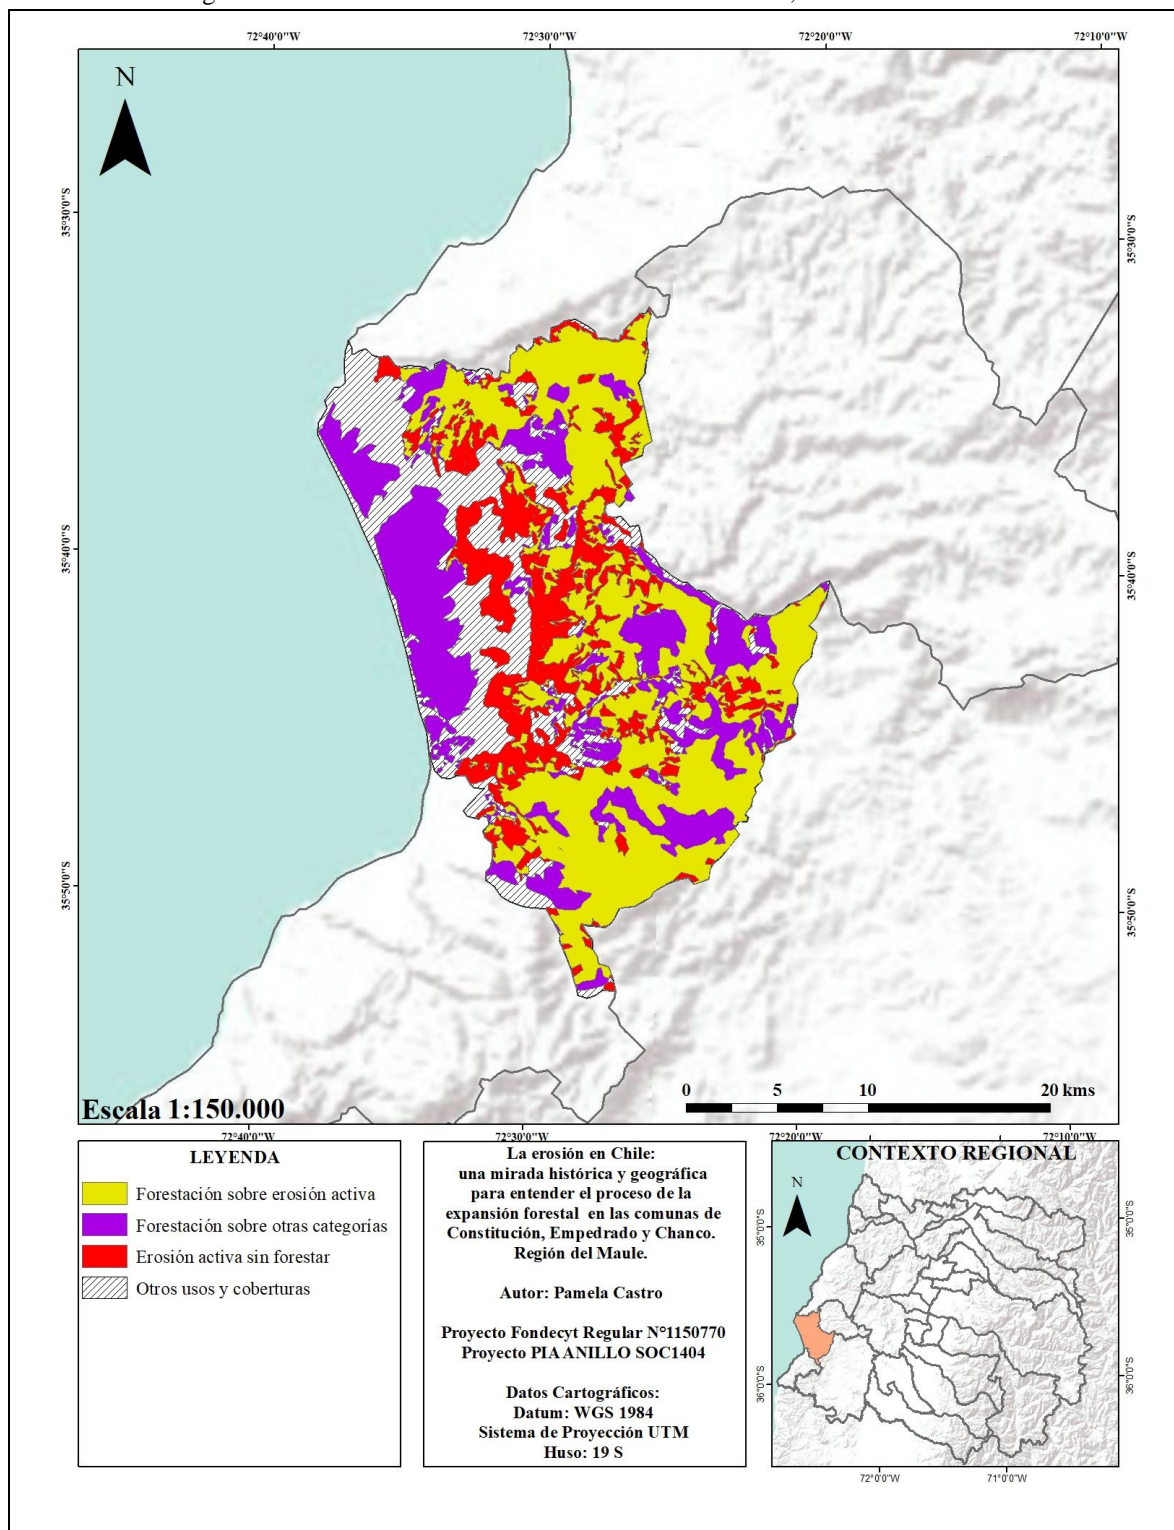 72°40'0"W
72°30'0"W
72°20'0"W
72°10'0"W
N
35°30'0"S
35°30'0"S
35°40'0"S
35°40'0"S
35°50'0"S
35°50'0"S
0 5 10 20 kms
Escala 1:150.000
72°40'0"W
72°30'0"W
72°20'0"W
72°10'0"W
LEYENDA
Forestación sobre erosión activa
Forestación sobre otras categorías
Erosión activa sin forestar
Otros usos y coberturas
La erosión en Chile:
una mirada histórica y geográfica
para entender el proceso de la
expansión forestal en las comunas de
Constitución, Empedrado y Chanco.
Región del Maule.
Autor: Pamela Castro
Proyecto Fondecyt Regular N°1150770
Proyecto PIA ANILLO SOC1404
Datos Cartográficos:
Datum: WGS 1984
Sistema de Proyección UTM
Huso: 19 S
CONTEXTO REGIONAL
N
35°0'0"S
35°0'0"S
36°0'0"S
36°0'0"S
72°0'0"W
71°0'0"W